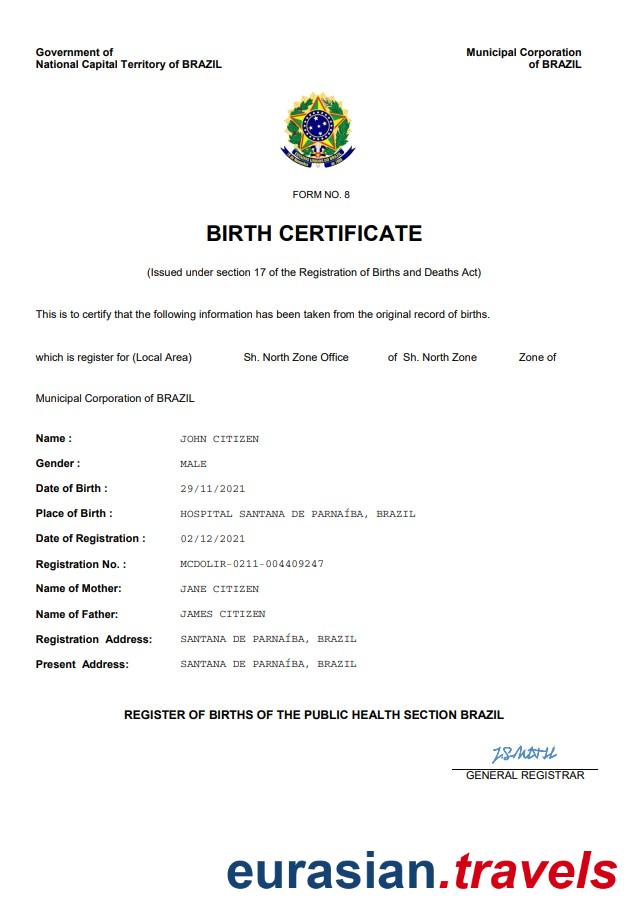 Government of
National Capital Territory of BRAZIL
Municipal Corporation
of BRAZIL
FORM NO. 8
BIRTH CERTIFICATE
(Issued under section 17 of the Registration of Births and Deaths Act)
This is to certify that the following information has been taken from the original record of births.
which is register for (Local Area) Sh. North Zone Office of Sh. North Zone Zone of
Municipal Corporation of BRAZIL
Name : JOHN CITIZEN
Gender : MALE
Date of Birth : 29/11/2021
Place of Birth : HOSPITAL SANTANA DE PARNAÍBA, BRAZIL
Date of Registration : 02/12/2021
Registration No. : MCDOLIR-0211-004409247
Name of Mother: JANE CITIZEN
Name of Father: JAMES CITIZEN
Registration Address: SANTANA DE PARNAÍBA, BRAZIL
Present Address: SANTANA DE PARNAÍBA, BRAZIL
REGISTER OF BIRTHS OF THE PUBLIC HEALTH SECTION BRAZIL
GENERAL REGISTRAR
eurasian.travels